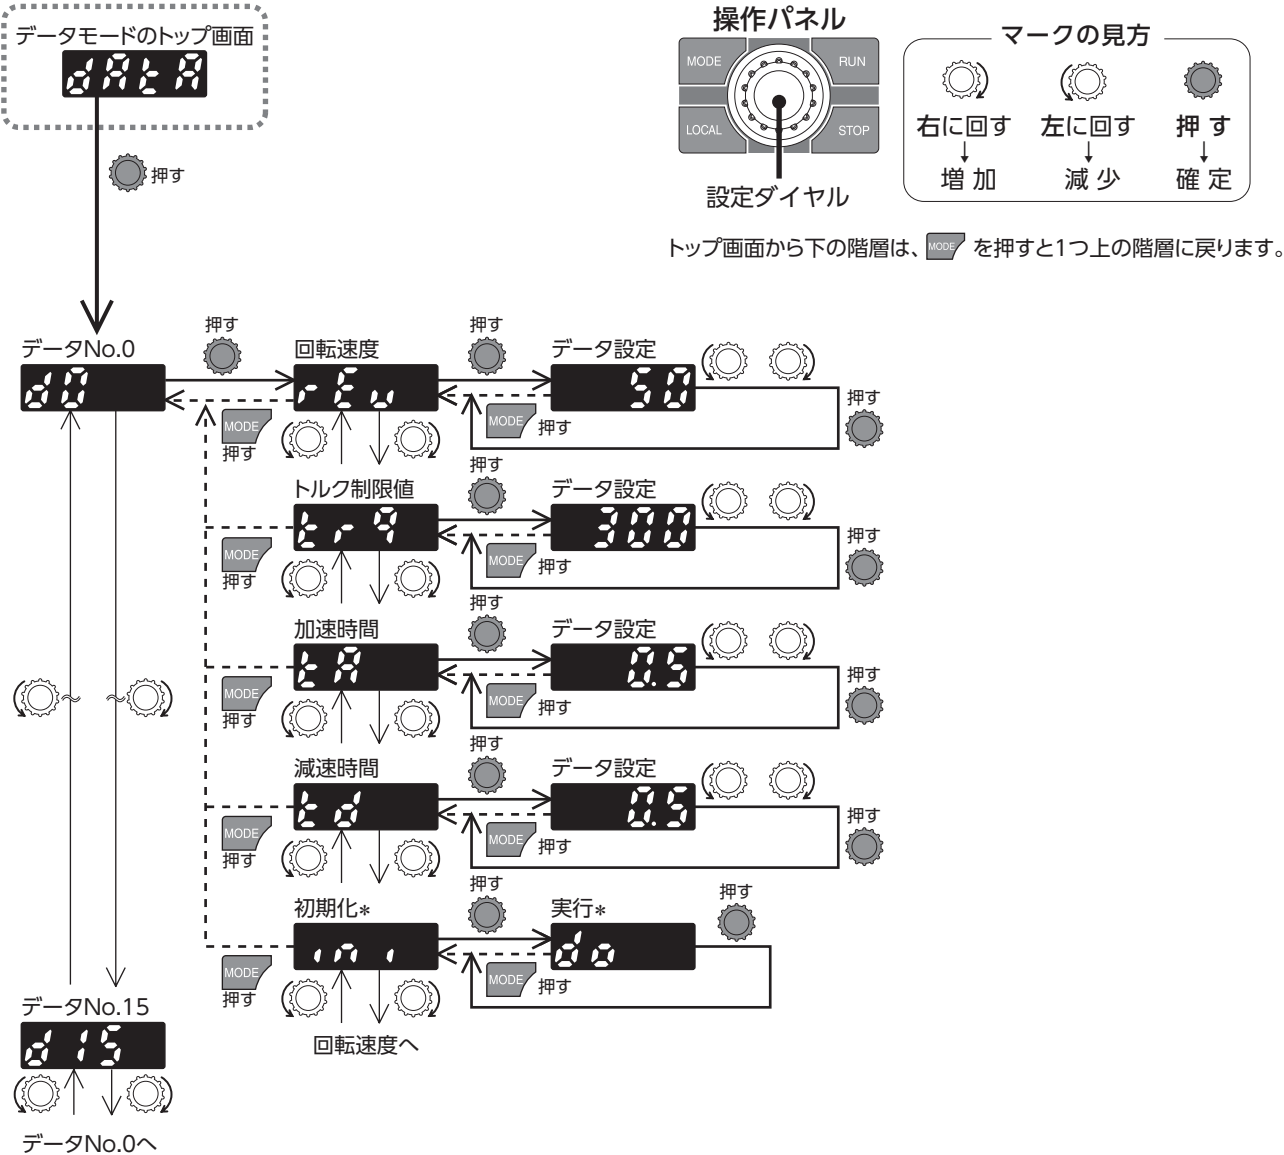 データモードのトップ画面
dAtA
押す
操作パネル
MODE
RUN
LOCAL
STOP
設定ダイヤル
マークの見方
右に回す
左に回す
押 す
↓
↓
↓
増 加
減 少
確 定
トップ画面から下の階層は、 MODE を押すと1つ上の階層に戻ります。
データNo.0
d0
押す
MODE
押す
回転速度
rEv
押す
MODE
押す
データ設定
50
押す
トルク制限値
trq
MODE
押す
押す
MODE
押す
データ設定
300
押す
加速時間
tA
MODE
押す
押す
MODE
押す
データ設定
0.5
押す
減速時間
td
MODE
押す
押す
MODE
押す
データ設定
0.5
押す
初期化*
ini
MODE
押す
押す
MODE
押す
実行*
do
押す
回転速度へ
データNo.15
d15
データNo.0へ